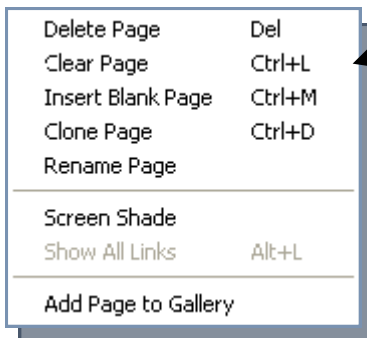 Delete Page Del
Clear Page Ctrl+L
Insert Blank Page Ctrl+M
Clone Page Ctrl+D
Rename Page
Screen Shade
Show All Links Alt+L
Add Page to Gallery